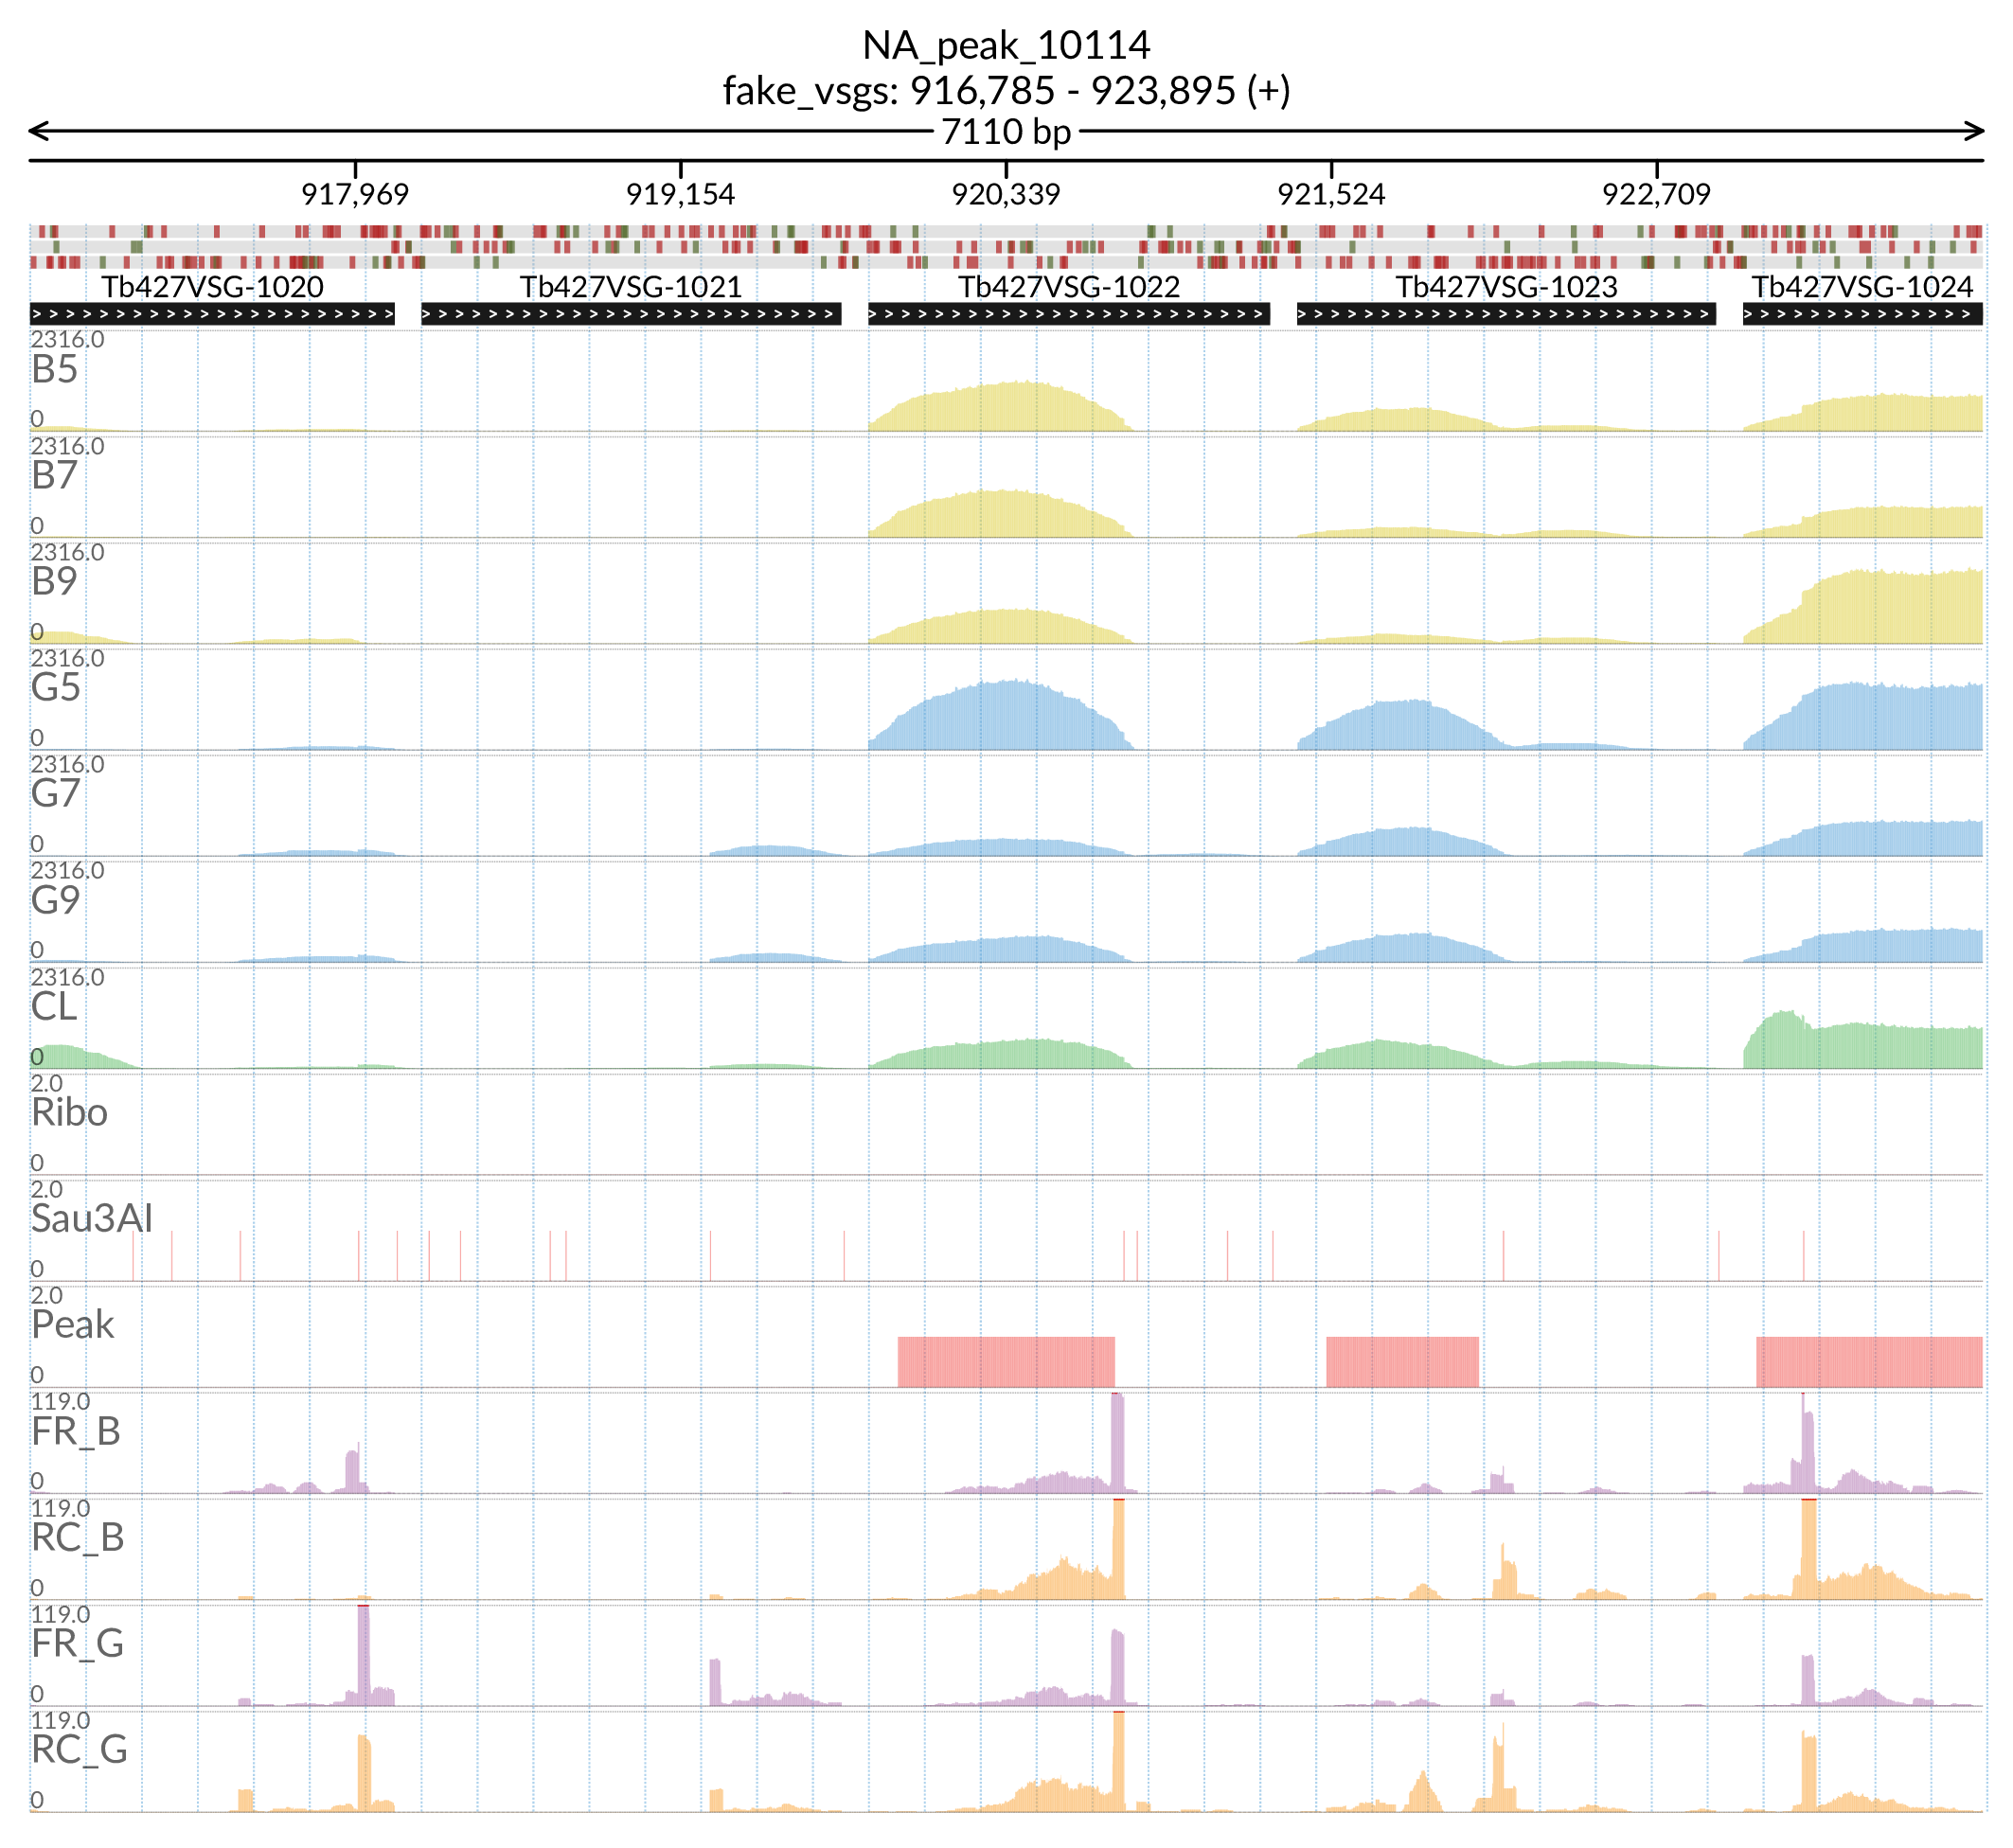 NA_peak_10114
fake_vsgs: 916,785 - 923,895 (+)
7110 bp
917,969 919,154 920,339 921,524 922,709
Tb427VSG-1020 Tb427VSG-1021 Tb427VSG-1022 Tb427VSG-1023 Tb427VSG-1024
2316.0
B5
0
2316.0
B7
0
2316.0
B9
0
2316.0
G5
0
2316.0
G7
0
2316.0
G9
0
2316.0
CL
0
2.0
Ribo
0
2.0
Sau3AI
0
2.0
Peak
0
119.0
FR_B
0
119.0
RC_B
0
119.0
FR_G
0
119.0
RC_G
0